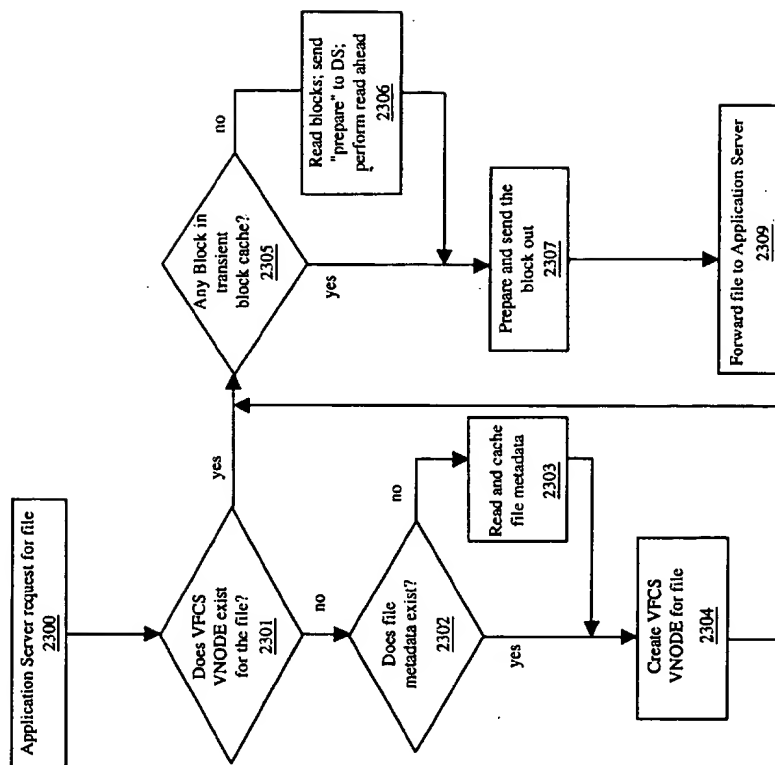 Application Server request for file
2300
Does VFCS
VNODE exist
for the file?
2301
yes
no
Does file
metadata exist?
2302
no
yes
Read and cache
file metadata
2303
Create VFCS
VNODE for file
2304
Any Block in
transient
block cache?
2305
no
yes
Read blocks; send
"prepare" to DS;
perform read ahead
2306
Prepare and send the
block out
2307
Forward file to Application Server
2309